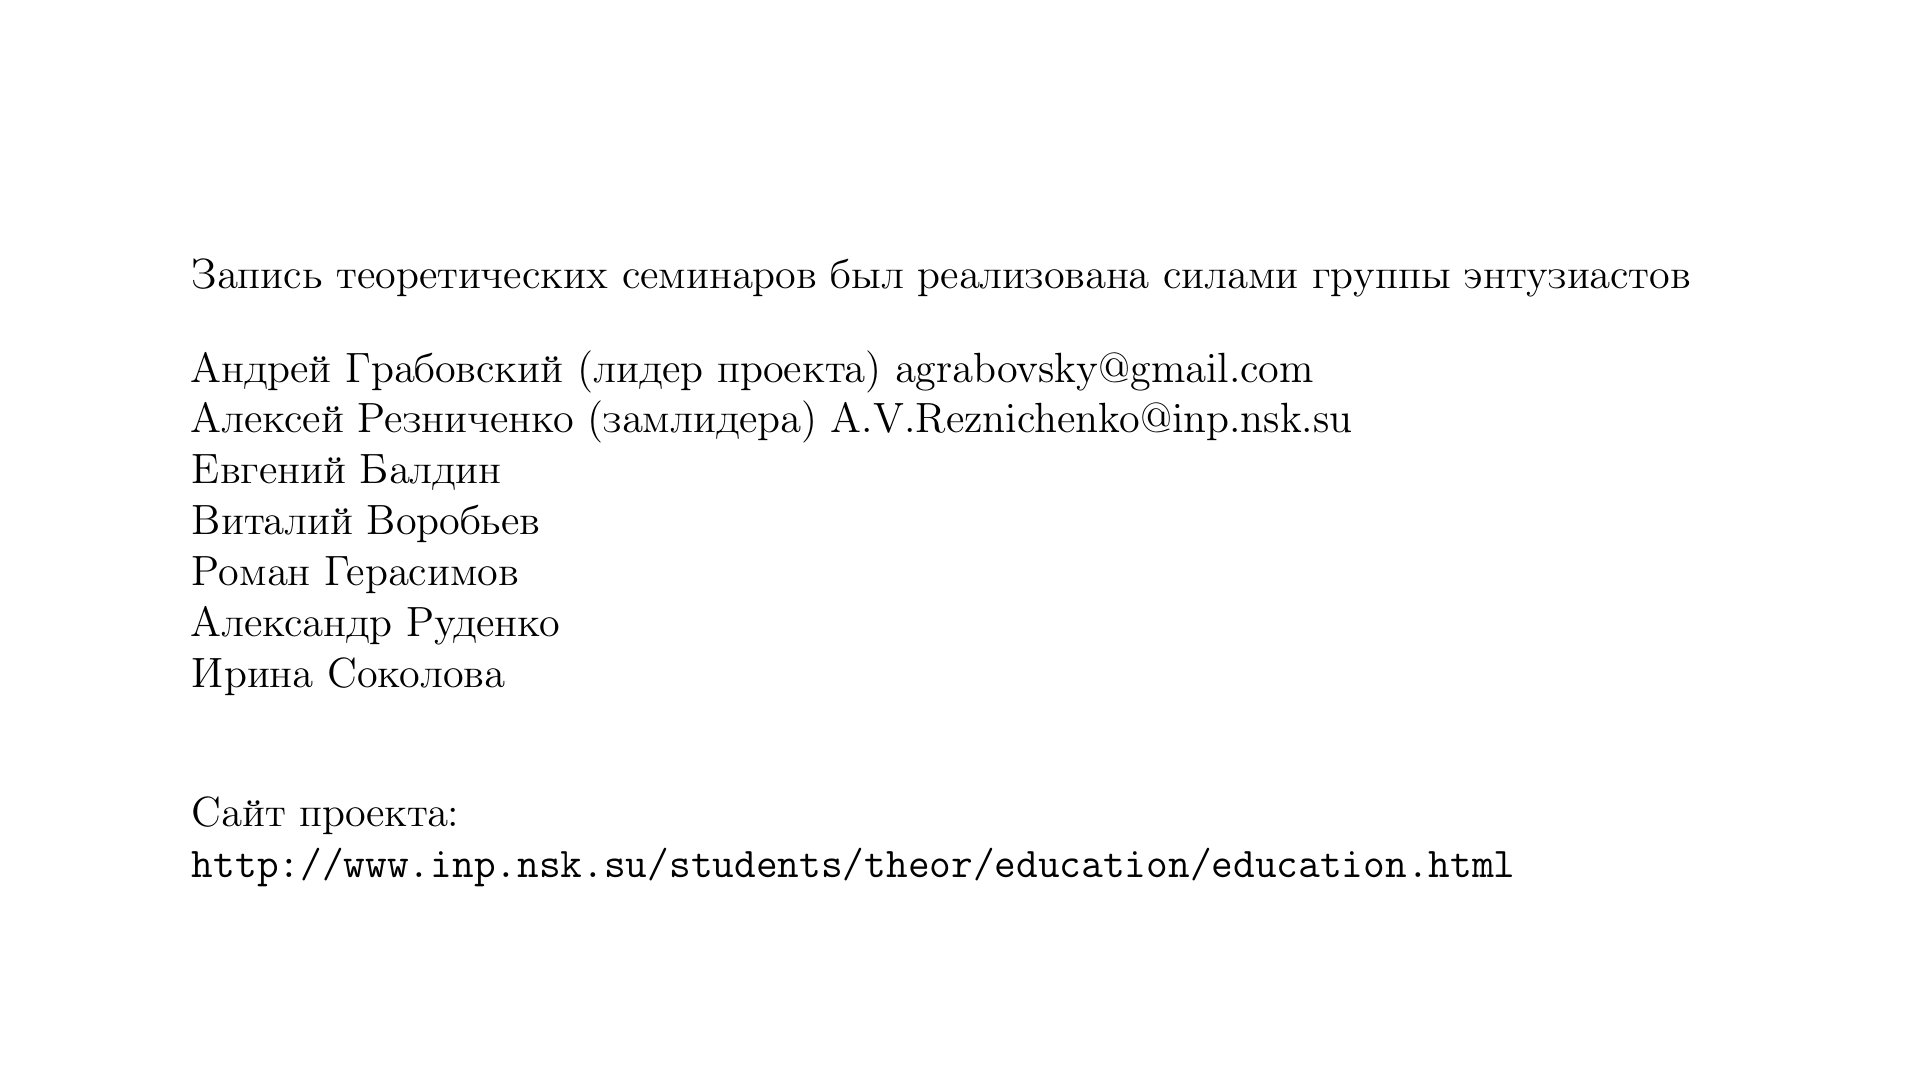 Запись теоретических семинаров был реализована силами группы энтузиастов
Андрей Грабовский (лидер проекта) agrabovsky@gmail.com
Алексей Резниченко (замлидера) A.V.Reznichenko@inp.nsk.su
Евгений Балдин
Виталий Воробьев
Роман Герасимов
Александр Руденко
Ирина Соколова
Сайт проекта:
http://www.inp.nsk.su/students/theor/education/education.html